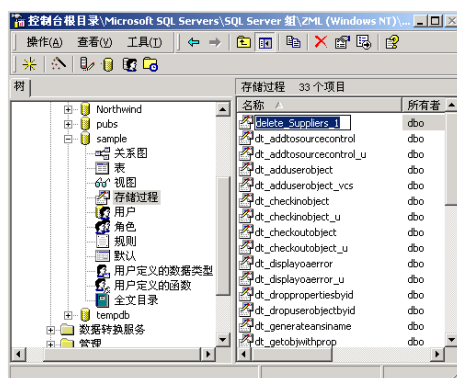 控制台根目录\Microsoft SQL Servers\SQL Server 组\ZML (Windows NT)\...
操作(A) 查看(V) 工具(T)
树
存储过程 33 个项目
名称 所有者
Northwind
pubs
sample
关系图
表
视图
存储过程
用户
角色
规则
默认
用户定义的数据类型
用户定义的函数
全文目录
tempdb
数据转换服务
管理
delete_Suppliers_1 dbo
dt_addtosourcecontrol dbo
dt_addtosourcecontrol_u dbo
dt_adduserobject dbo
dt_adduserobject_vcs dbo
dt_checkinobject dbo
dt_checkinobject_u dbo
dt_checkoutobject dbo
dt_checkoutobject_u dbo
dt_displayoaerror dbo
dt_displayoaerror_u dbo
dt_droppropertiesbyid dbo
dt_dropuserobjectbyid dbo
dt_generateansiname dbo
dt_getobjwithprop dbo